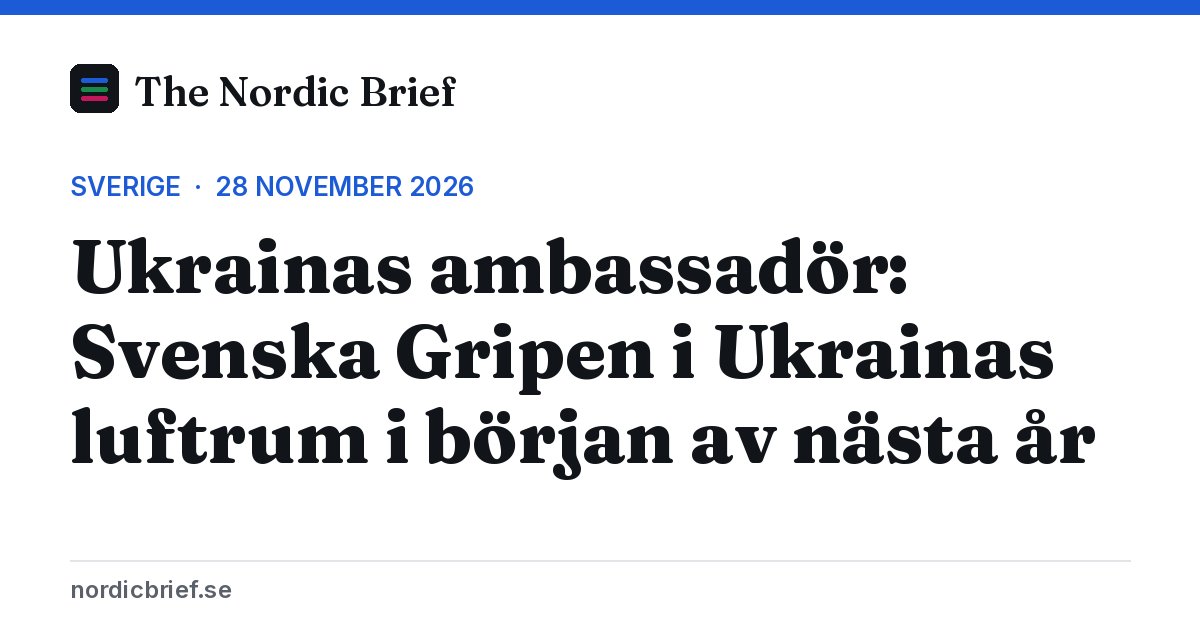 The Nordic Brief
SVERIGE · 28 NOVEMBER 2026
Ukrainas ambassadör:
Svenska Gripen i Ukrainas
luftrum i början av nästa år
nordicbrief.se